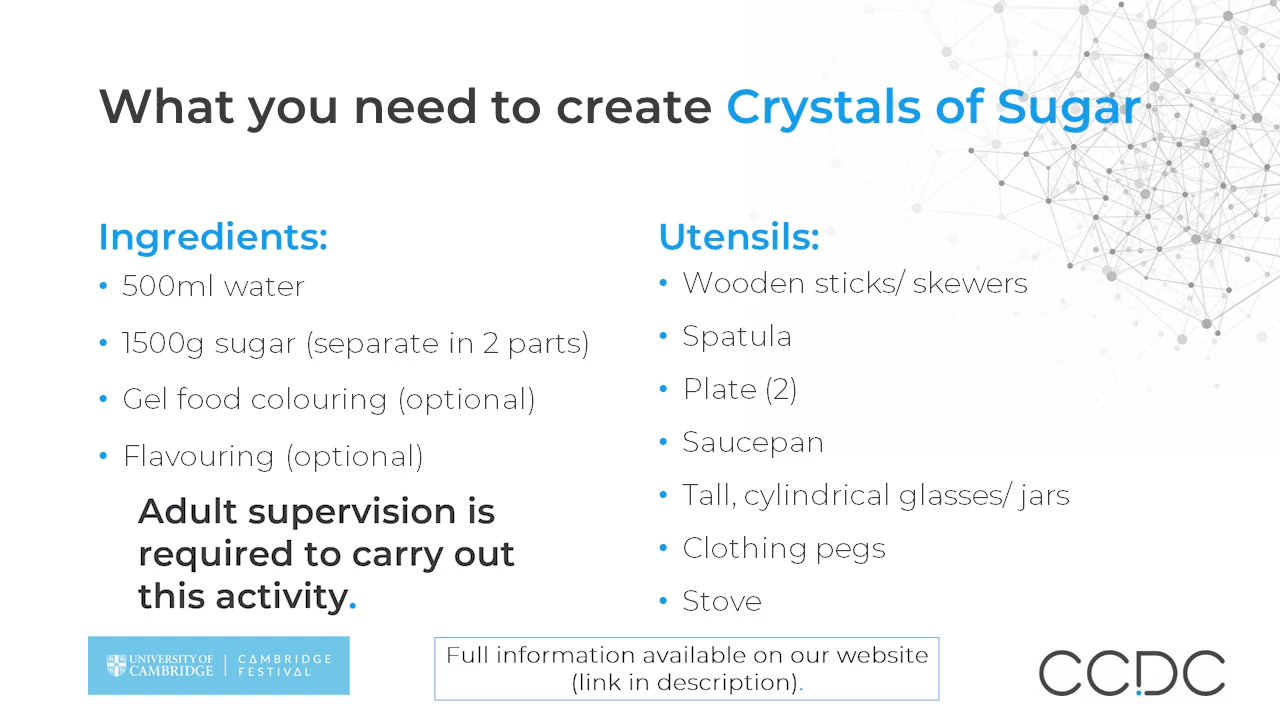 What you need to create Crystals of Sugar
Ingredients:
• 500ml water
• 1500g sugar (separate in 2 parts)
• Gel food colouring (optional)
• Flavouring (optional)
Adult supervision is
required to carry out
this activity.
Utensils:
• Wooden sticks/ skewers
• Spatula
• Plate (2)
• Saucepan
• Tall, cylindrical glasses/ jars
• Clothing pegs
• Stove
UNIVERSITY OF
CAMBRIDGE
CAMBRIDGE
FESTIVAL
Full information available on our website
(link in description).
CCDC